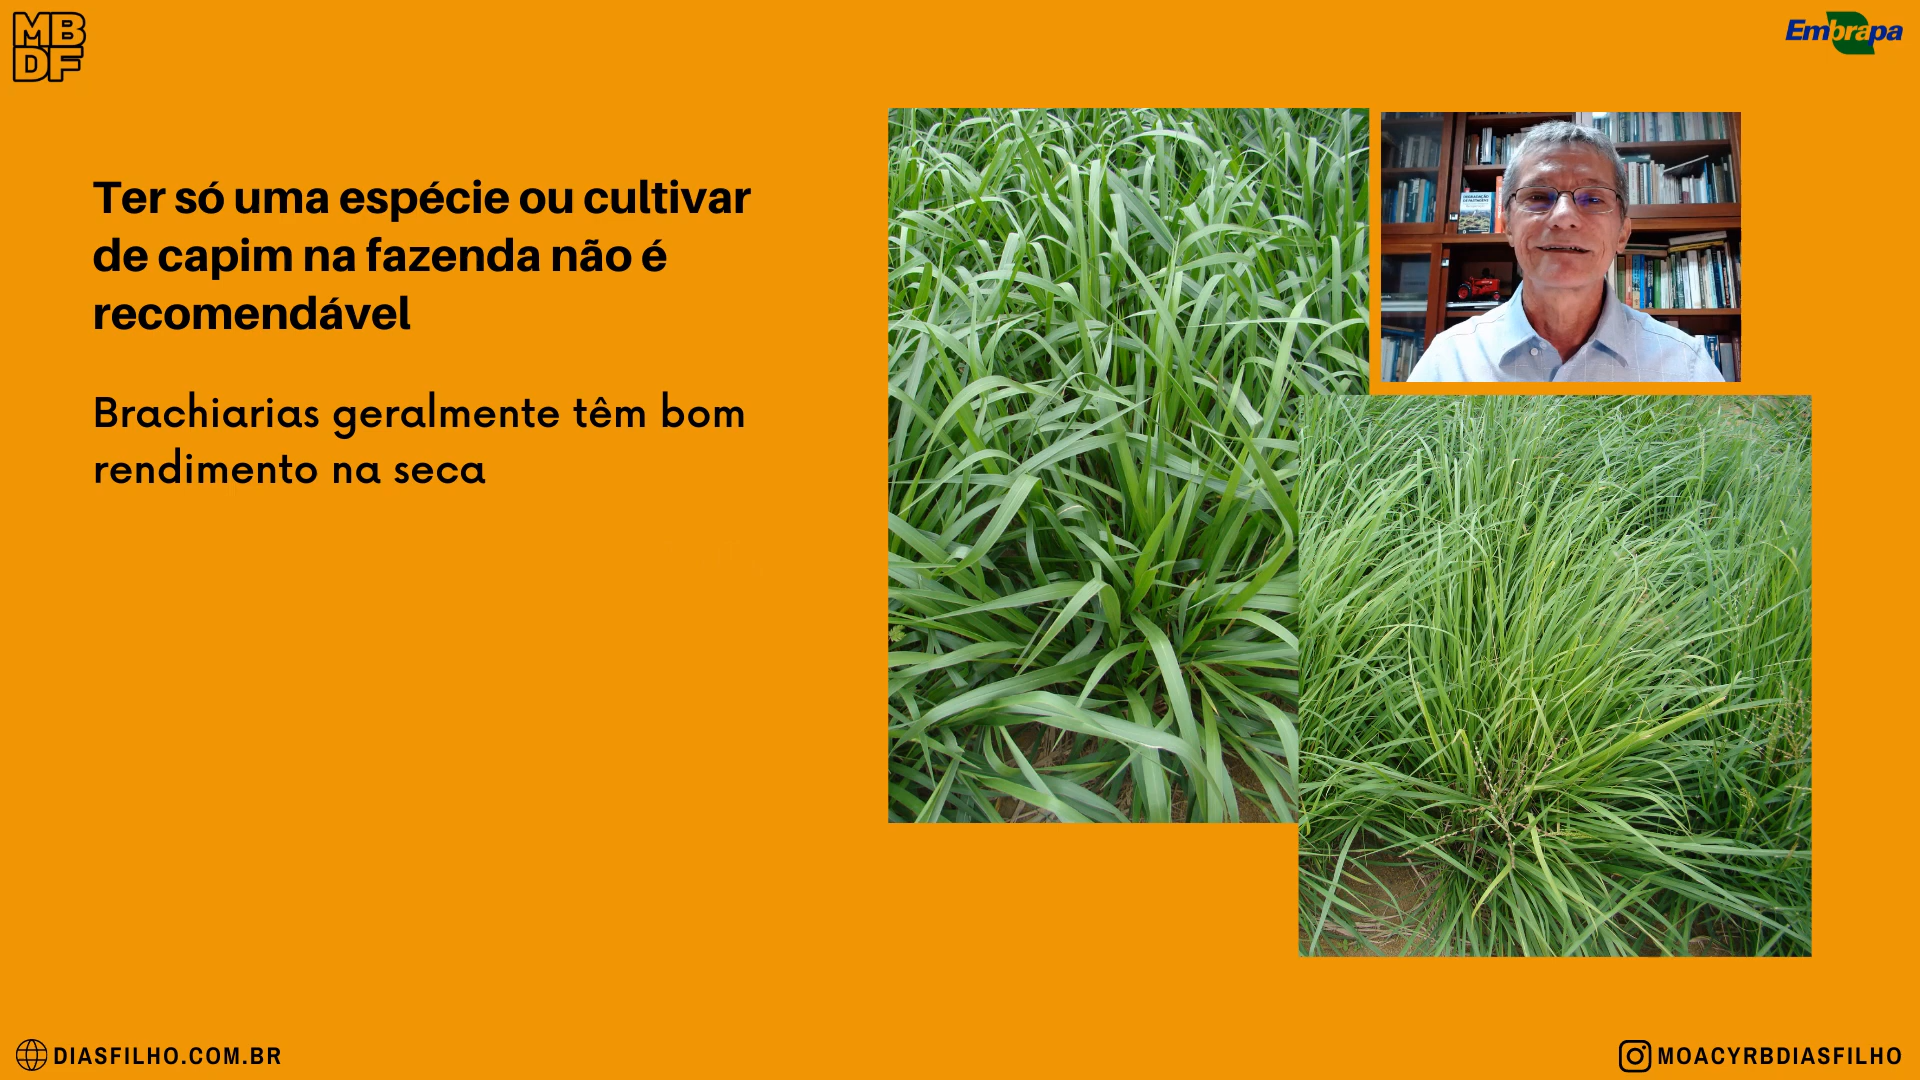 MB
DF
Embrapa
Ter só uma espécie ou cultivar
de capim na fazenda não é
recomendável
Brachiarias geralmente têm bom
rendimento na seca
DIASFILHO.COM.BR
MOACYRBDIASFILHO